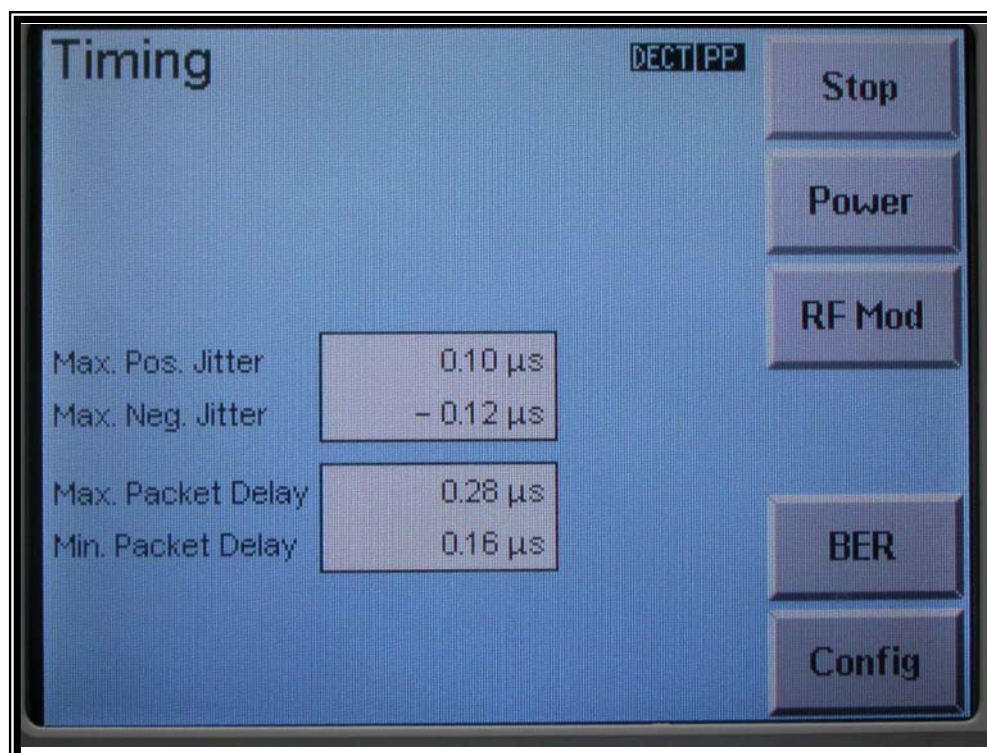 Timing
DECT PP
Stop
Power
RF Mod
Max. Pos. Jitter 0.10 µs
Max. Neg. Jitter – 0.12 µs
Max. Packet Delay 0.28 µs
Min. Packet Delay 0.16 µs
BER
Config